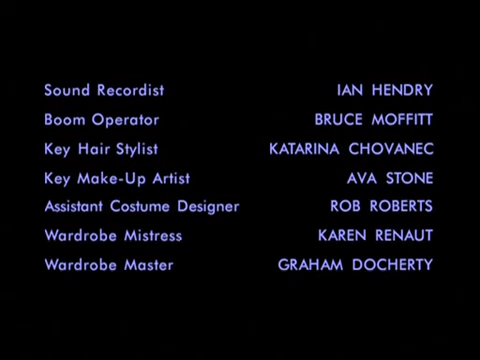 Sound Recordist IAN HENDRY
Boom Operator BRUCE MOFFITT
Key Hair Stylist KATARINA CHOVANEC
Key Make-Up Artist AVA STONE
Assistant Costume Designer ROB ROBERTS
Wardrobe Mistress KAREN RENAUT
Wardrobe Master GRAHAM DOCHERTY